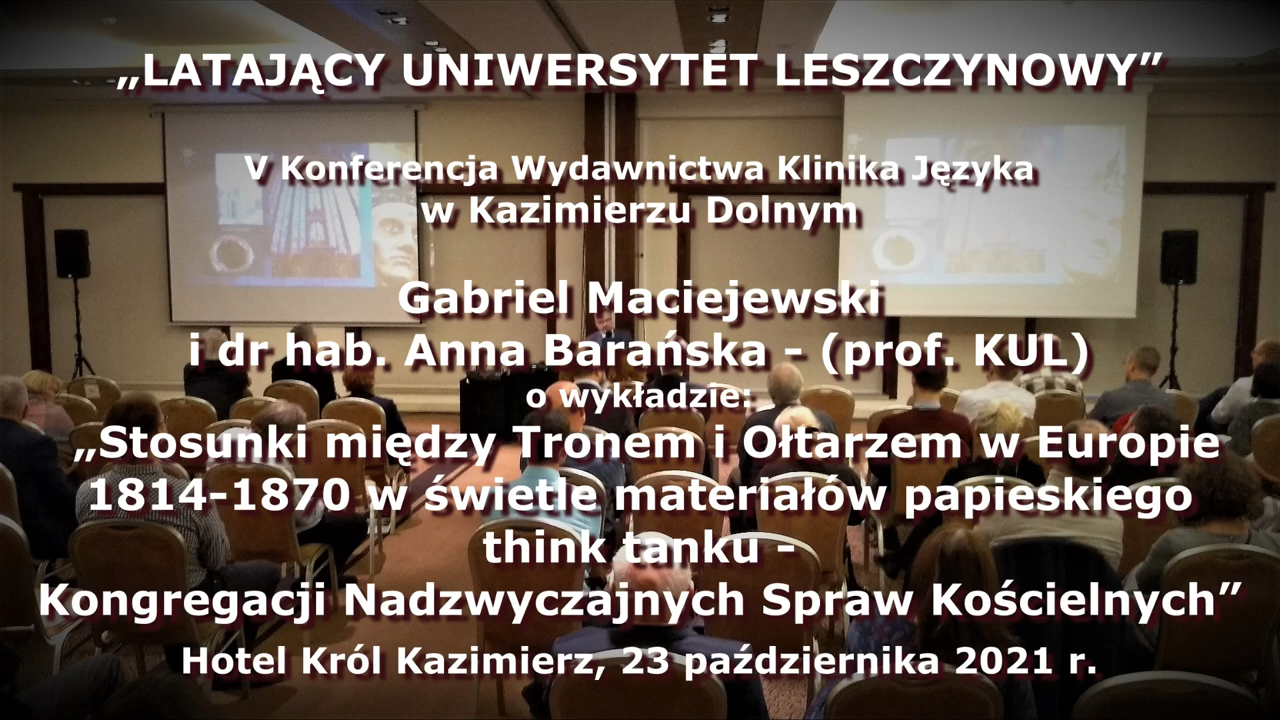 „LATAJĄCY UNIWERSYTET LESZCZYNOWY”
V Konferencja Wydawnictwa Klinika Języka
w Kazimierzu Dolnym
Gabriel Maciejewski
i dr hab. Anna Barańska - (prof. KUL)
o wykładzie:
„Stosunki między Tronem i Ołtarzem w Europie
1814-1870 w świetle materiałów papieskiego
think tanku -
Kongregacji Nadzwyczajnych Spraw Kościelnych”
Hotel Król Kazimierz, 23 października 2021 r.